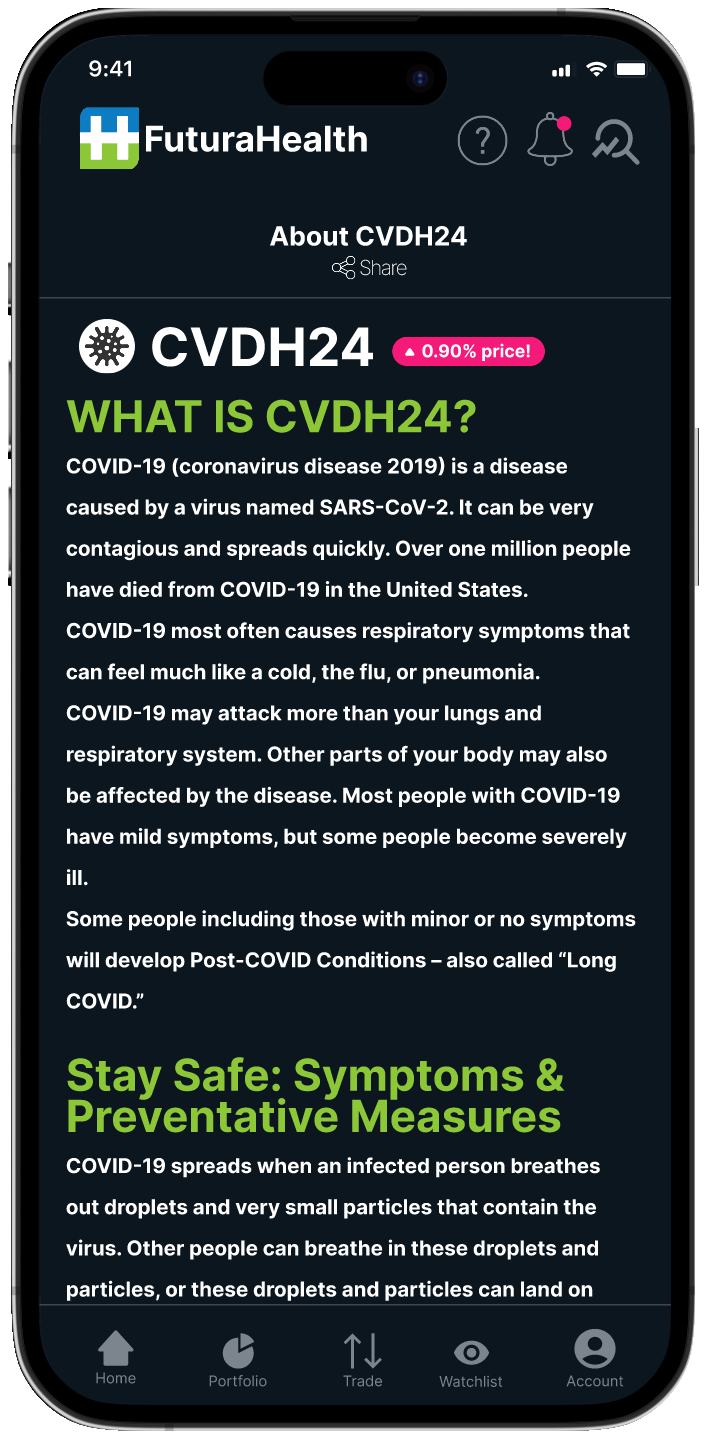 9:41
FuturaHealth
?
About CVDH24
Share
CVDH24
0.90% price!
WHAT IS CVDH24?
COVID-19 (coronavirus disease 2019) is a disease
caused by a virus named SARS-CoV-2. It can be very
contagious and spreads quickly. Over one million people
have died from COVID-19 in the United States.
COVID-19 most often causes respiratory symptoms that
can feel much like a cold, the flu, or pneumonia.
COVID-19 may attack more than your lungs and
respiratory system. Other parts of your body may also
be affected by the disease. Most people with COVID-19
have mild symptoms, but some people become severely
ill.
Some people including those with minor or no symptoms
will develop Post-COVID Conditions – also called “Long
COVID.”
Stay Safe: Symptoms &
Preventative Measures
COVID-19 spreads when an infected person breathes
out droplets and very small particles that contain the
virus. Other people can breathe in these droplets and
particles, or these droplets and particles can land on
Home
Portfolio
Trade
Watchlist
Account